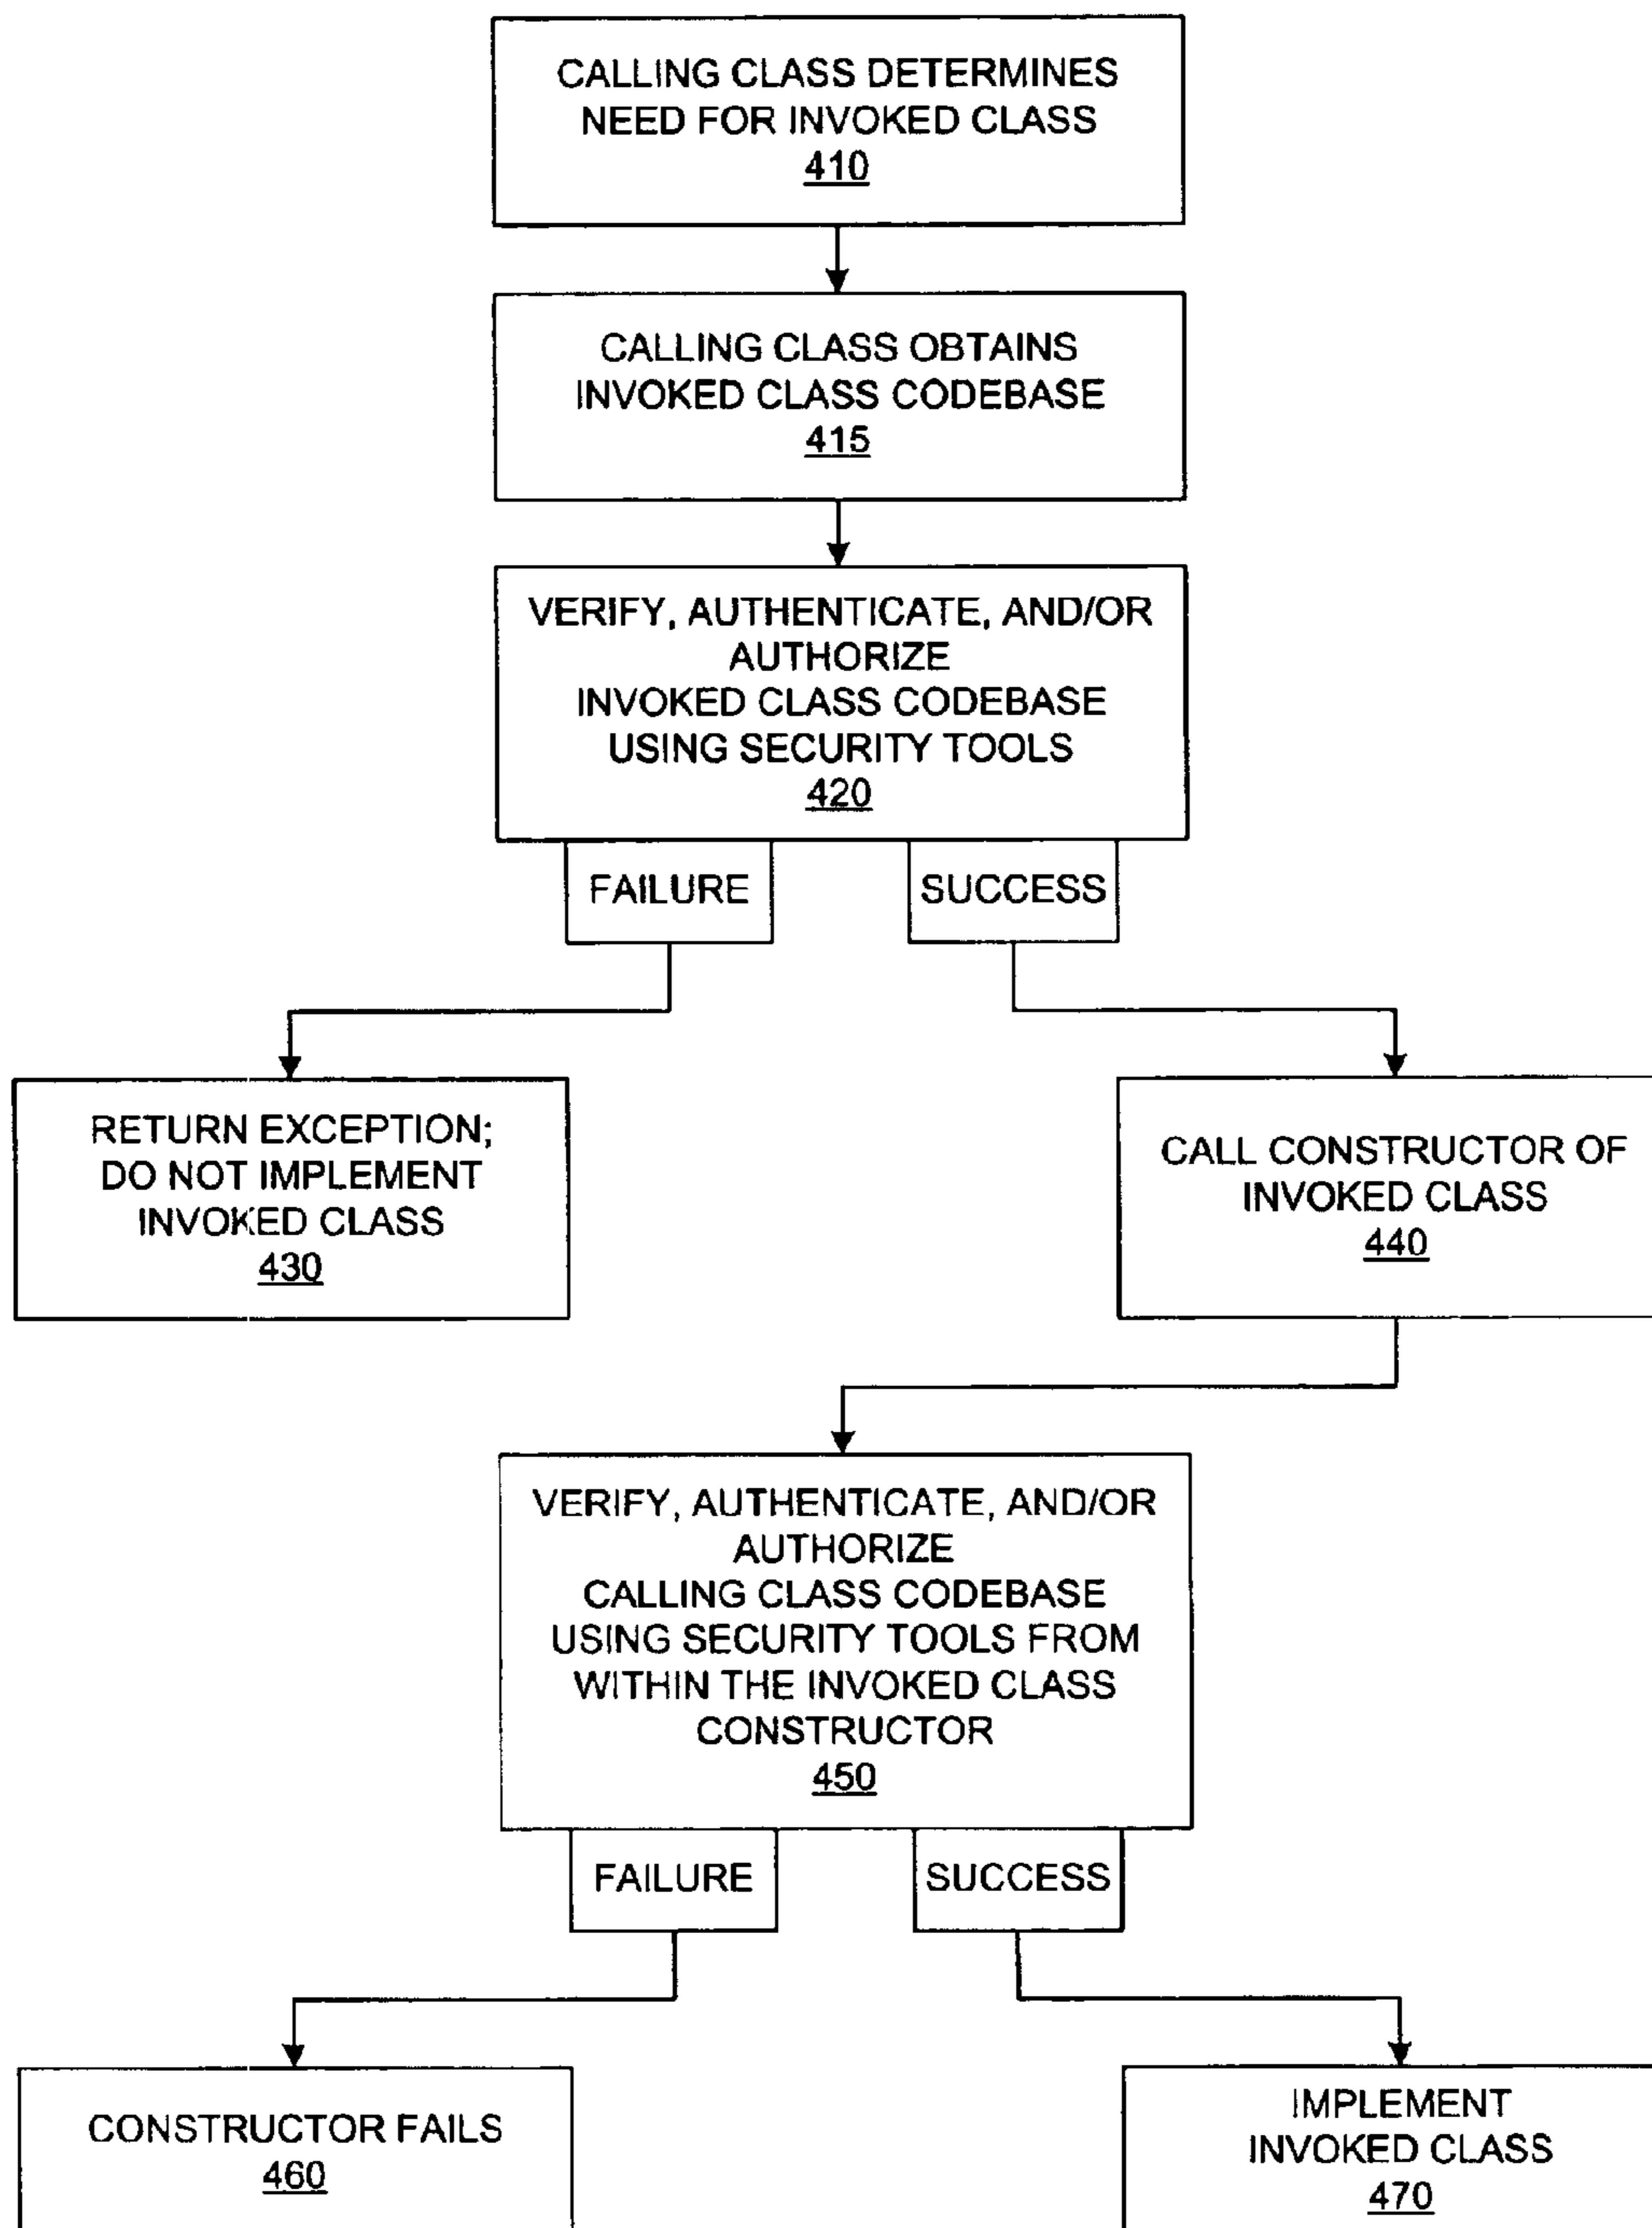 CALLING CLASS DETERMINES
NEED FOR INVOKED CLASS
410
CALLING CLASS OBTAINS
INVOKED CLASS CODEBASE
415
VERIFY, AUTHENTICATE, AND/OR
AUTHORIZE
INVOKED CLASS CODEBASE
USING SECURITY TOOLS
420
FAILURE
SUCCESS
RETURN EXCEPTION;
DO NOT IMPLEMENT
INVOKED CLASS
430
CALL CONSTRUCTOR OF
INVOKED CLASS
440
VERIFY, AUTHENTICATE, AND/OR
AUTHORIZE
CALLING CLASS CODEBASE
USING SECURITY TOOLS FROM
WITHIN THE INVOKED CLASS
CONSTRUCTOR
450
FAILURE
SUCCESS
CONSTRUCTOR FAILS
460
IMPLEMENT
INVOKED CLASS
470